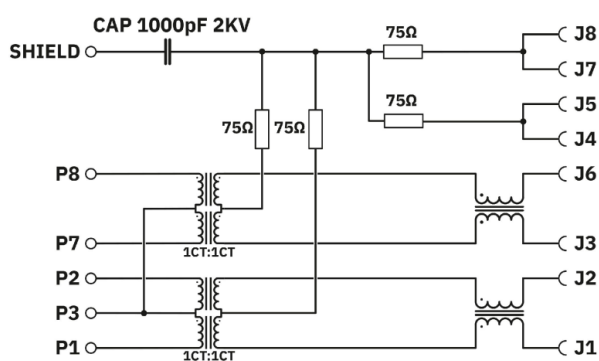 CAP 1000pF 2KV
SHIELD
75Ω
J8
J7
75Ω
J5
J4
75Ω 75Ω
P8
J6
P7
1CT:1CT
J3
P2
J2
P3
P1
1CT:1CT
J1